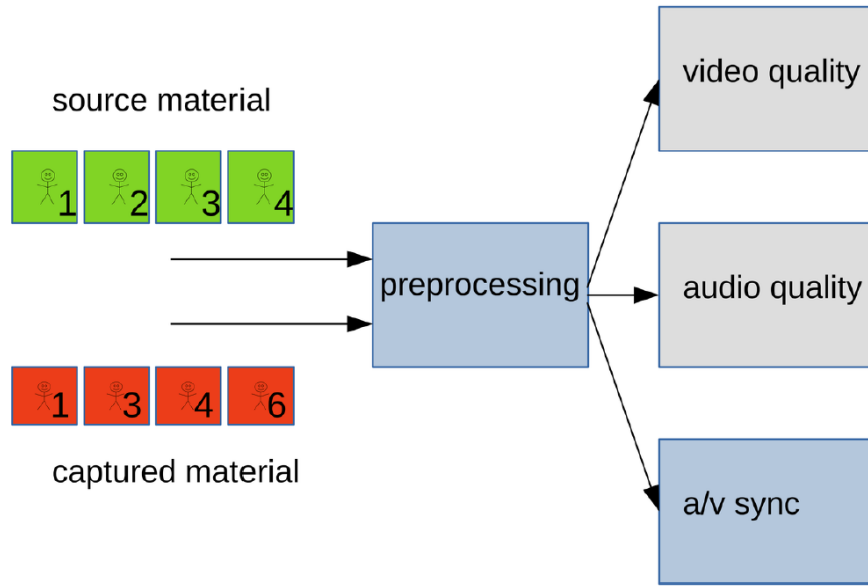 source material
1 2 3 4
captured material
1 3 4 6
preprocessing
video quality
audio quality
a/v sync